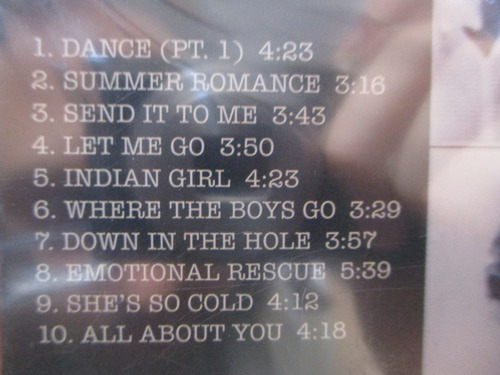 1. DANCE (PT. 1) 4:23
2. SUMMER ROMANCE 3:16
3. SEND IT TO ME 3:43
4. LET ME GO 3:50
5. INDIAN GIRL 4:23
6. WHERE THE BOYS GO 3:29
7. DOWN IN THE HOLE 3:57
8. EMOTIONAL RESCUE 5:39
9. SHE'S SO COLD 4:12
10. ALL ABOUT YOU 4:18